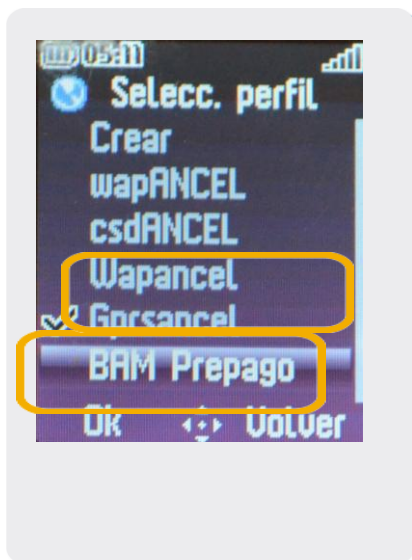 05:11
Selecc. perfil
Crear
wapANCEL
csdANCEL
Wapancel
Gprsancel
BAM Prepago
Ok Volver